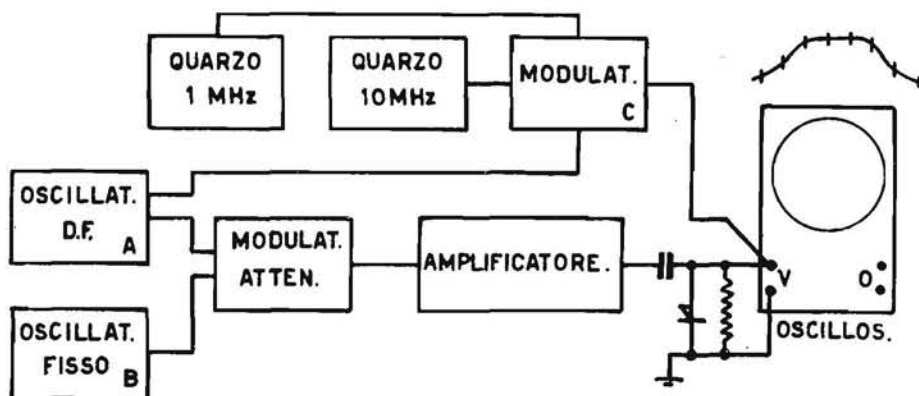 QUARZO
1 MHz
QUARZO
10MHz
MODULAT.
C
OSCILLAT.
D.F. A
MODULAT.
ATTEN.
AMPLIFICATORE.
V O
OSCILLOS.
OSCILLAT.
FISSO B